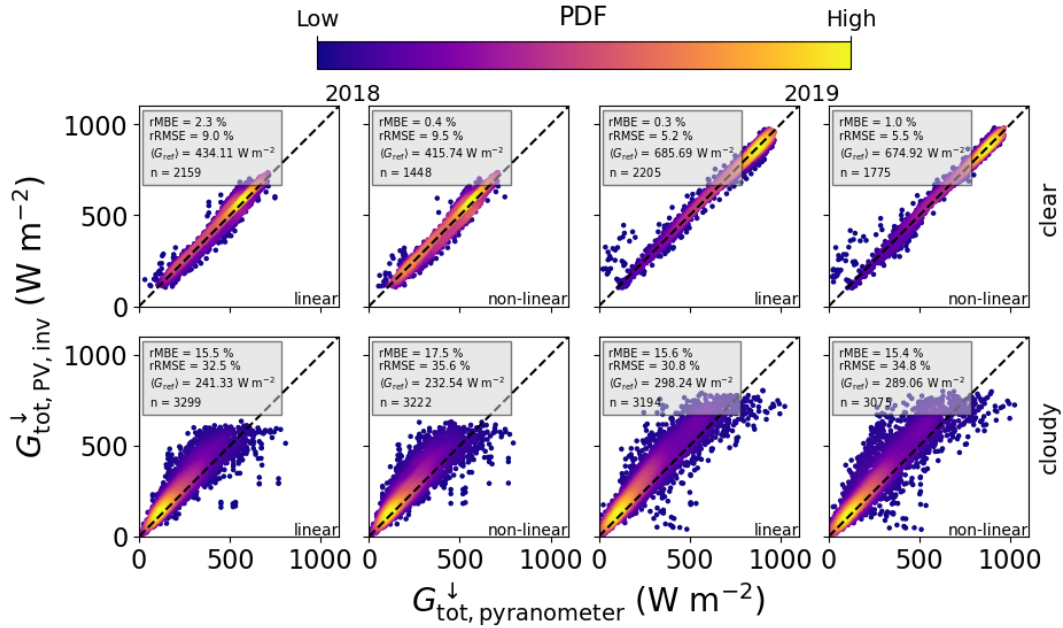 PDF
Low High
2018 2019
rMBE = 2.3 %
rRMSE = 9.0 %
⟨G_ref⟩ = 434.11 W m⁻²
n = 2159
linear
rMBE = 0.4 %
rRMSE = 9.5 %
⟨G_ref⟩ = 415.74 W m⁻²
n = 1448
non-linear
rMBE = 0.3 %
rRMSE = 5.2 %
⟨G_ref⟩ = 685.69 W m⁻²
n = 2205
linear
rMBE = 1.0 %
rRMSE = 5.5 %
⟨G_ref⟩ = 674.92 W m⁻²
n = 1775
non-linear
clear
1000
500
0
G↓_tot, PV, inv (W m⁻²)
rMBE = 15.5 %
rRMSE = 32.5 %
⟨G_ref⟩ = 241.33 W m⁻²
n = 3299
linear
rMBE = 17.5 %
rRMSE = 35.6 %
⟨G_ref⟩ = 232.54 W m⁻²
n = 3222
non-linear
rMBE = 15.6 %
rRMSE = 30.8 %
⟨G_ref⟩ = 298.24 W m⁻²
n = 3194
linear
rMBE = 15.4 %
rRMSE = 34.8 %
⟨G_ref⟩ = 289.06 W m⁻²
n = 3075
non-linear
cloudy
1000
500
0
0 500 1000 0 500 1000 0 500 1000 0 500 1000
G↓_tot, pyranometer (W m⁻²)